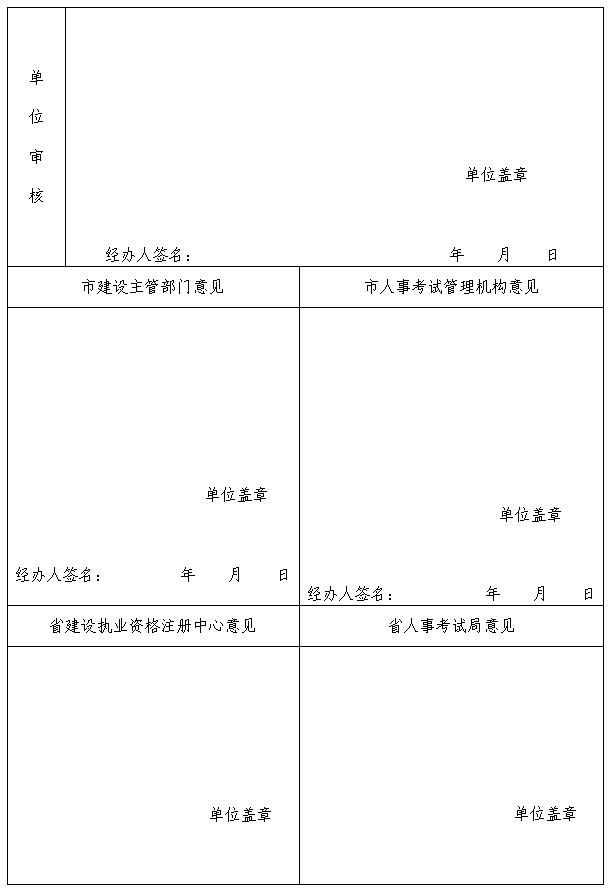 单
位
审
核
单位盖章
经办人签名： 年 月 日
市建设主管部门意见 市人事考试管理机构意见
单位盖章
单位盖章
经办人签名： 年 月 日
经办人签名： 年 月 日
省建设执业资格注册中心意见 省人事考试局意见
单位盖章 单位盖章